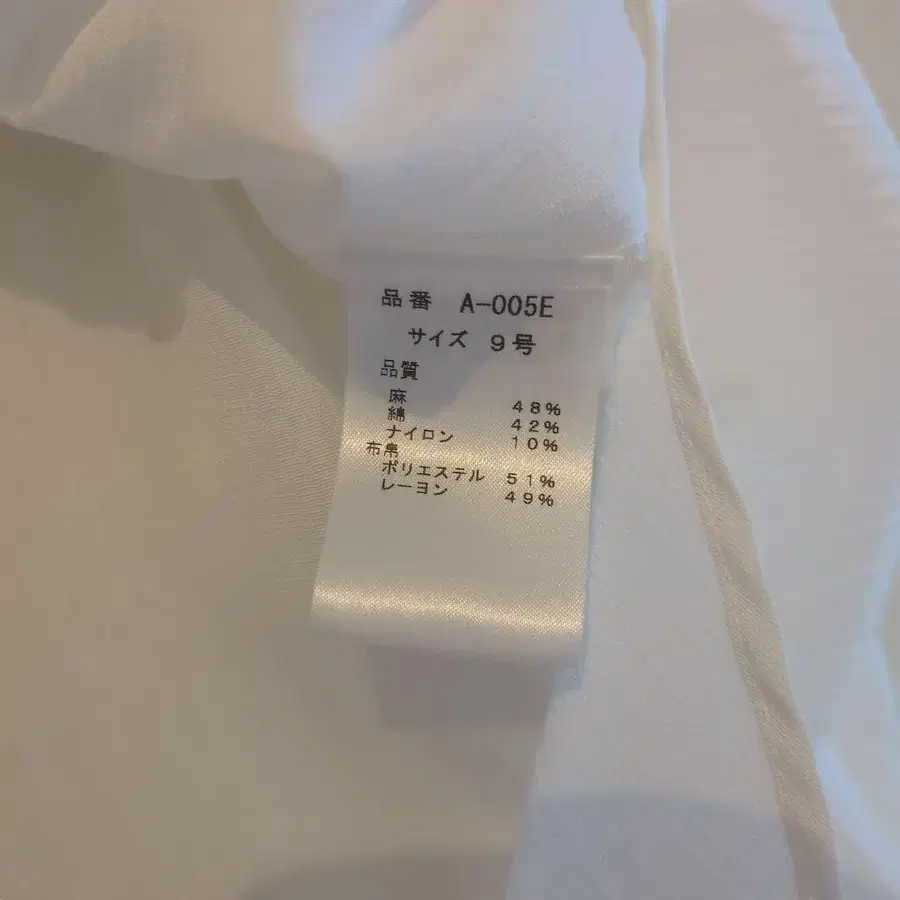 品番 A-005E
サイズ 9号
品質
麻 48%
綿 42%
ナイロン 10%
布帛
ポリエステル 51%
レーヨン 49%